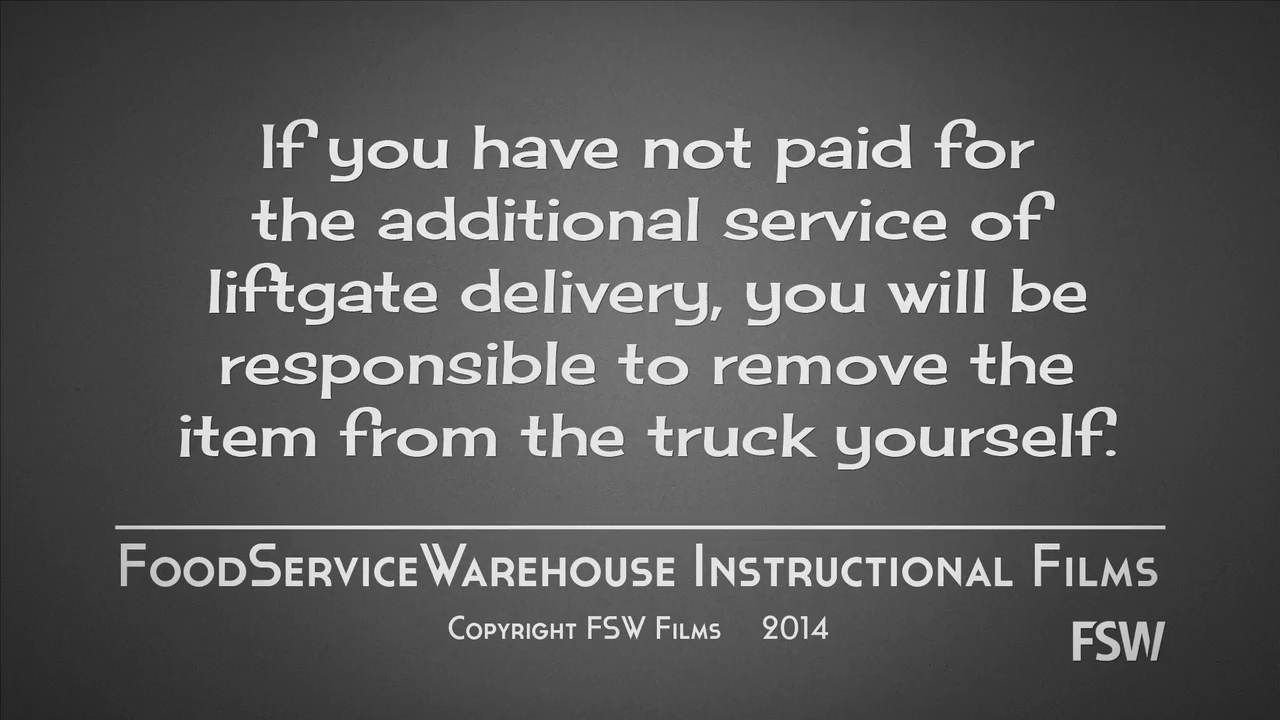 If you have not paid for
the additional service of
liftgate delivery, you will be
responsible to remove the
item from the truck yourself.
FoodServiceWarehouse Instructional Films
Copyright FSW Films 2014
FSW